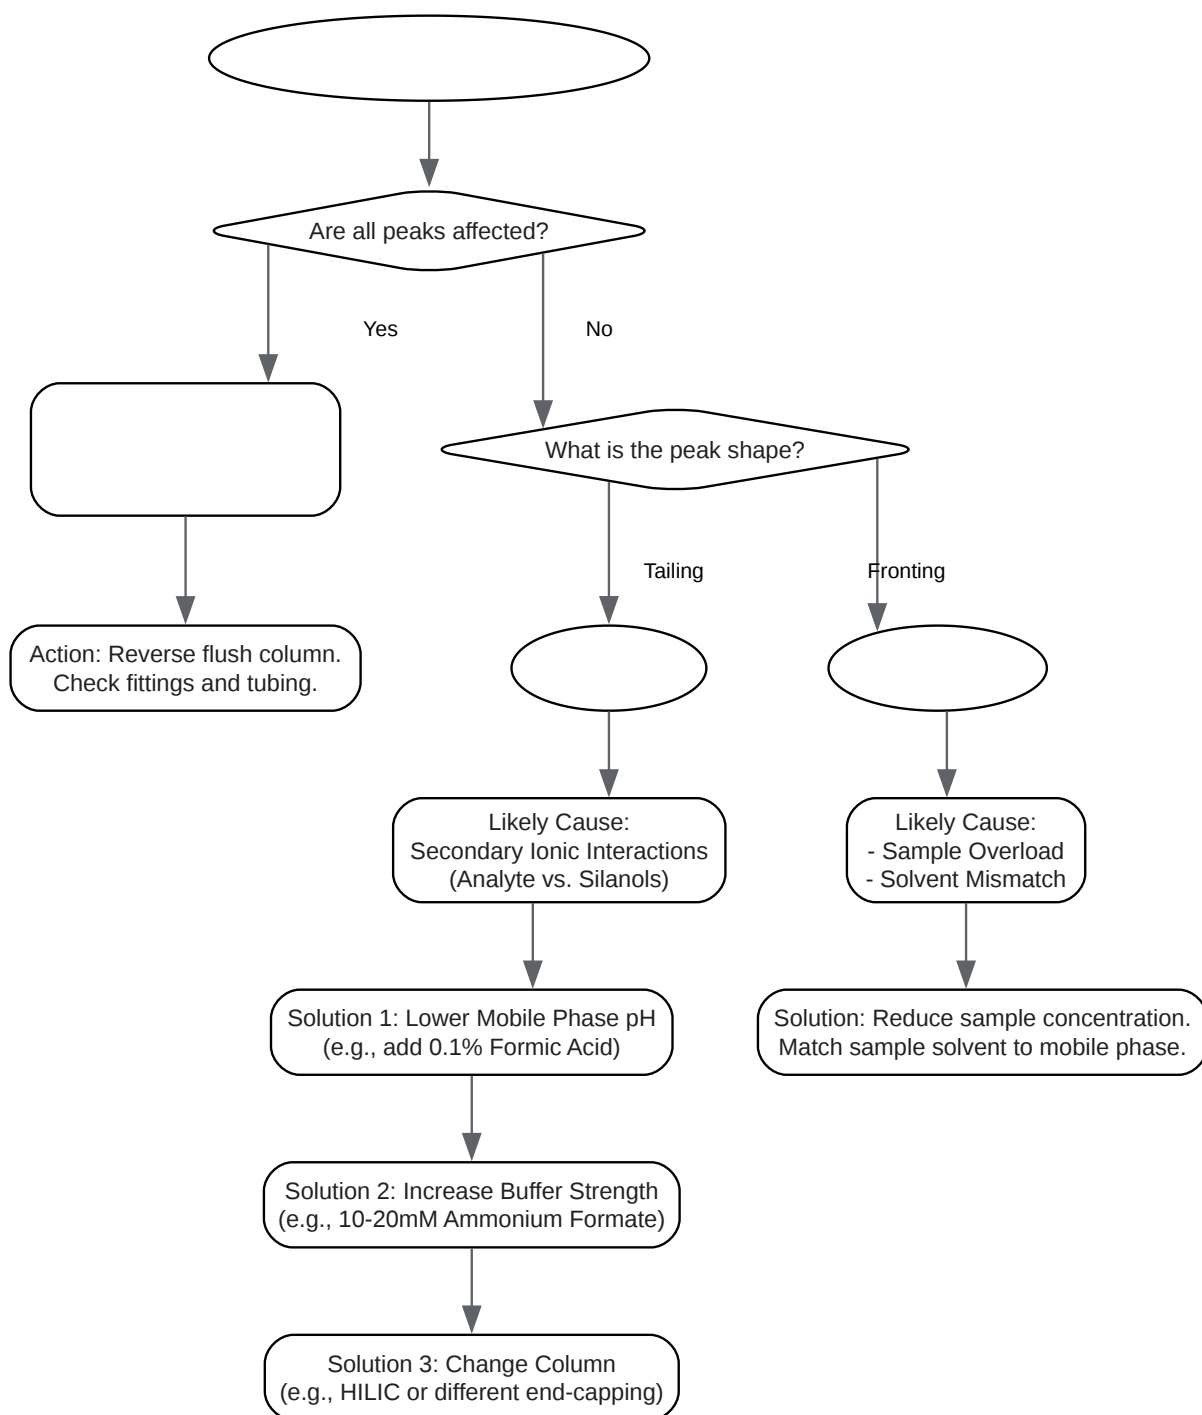 Are all peaks affected?
Yes
No
What is the peak shape?
Tailing
Fronting
Action: Reverse flush column.
Check fittings and tubing.
Likely Cause:
Secondary Ionic Interactions
(Analyte vs. Silanols)
Likely Cause:
- Sample Overload
- Solvent Mismatch
Solution 1: Lower Mobile Phase pH
(e.g., add 0.1% Formic Acid)
Solution: Reduce sample concentration.
Match sample solvent to mobile phase.
Solution 2: Increase Buffer Strength
(e.g., 10-20mM Ammonium Formate)
Solution 3: Change Column
(e.g., HILIC or different end-capping)